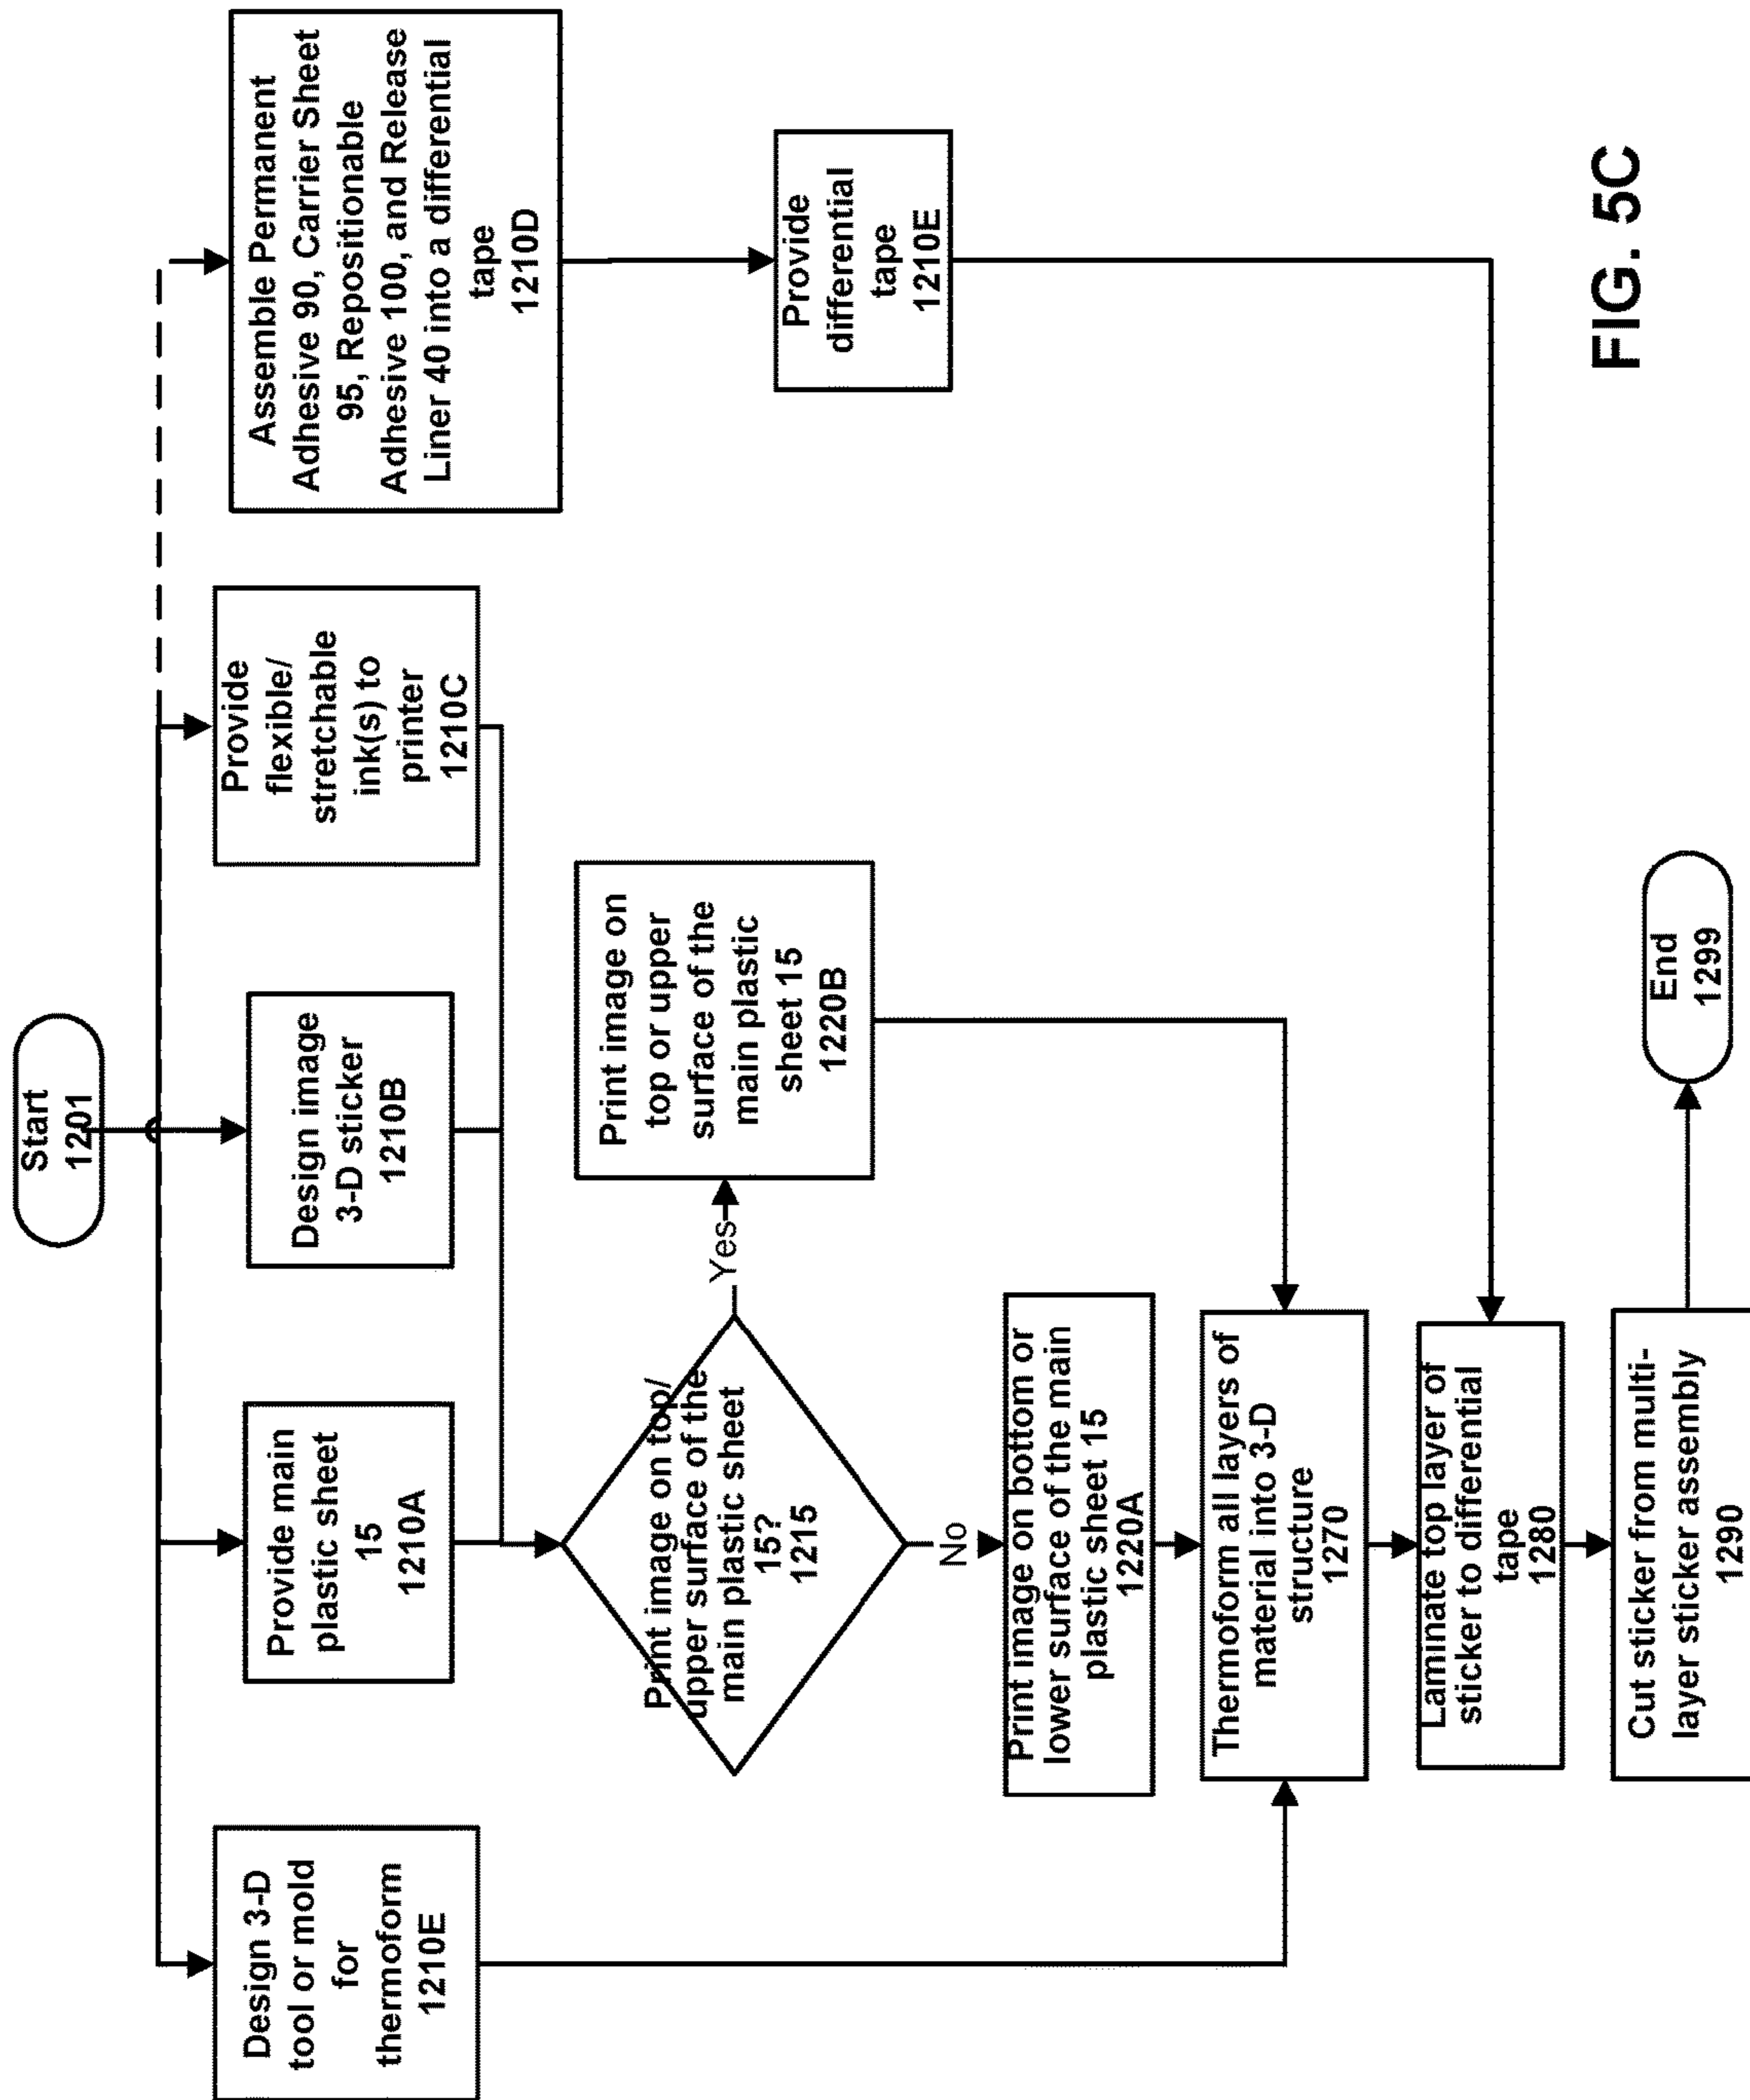 Start
1201
Design 3-D
tool or mold
for
thermoform
1210E
Provide main
plastic sheet
15
1210A
Design image
3-D sticker
1210B
Provide
flexible/
stretchable
ink(s) to
printer
1210C
Assemble Permanent
Adhesive 90, Carrier Sheet
95, Repositionable
Adhesive 100, and Release
Liner 40 into a differential
tape
1210D
Print image on top/
upper surface of the
main plastic sheet
15?
1215
Yes
Print image on
top or upper
surface of the
main plastic
sheet 15
1220B
Provide
differential
tape
1210E
No
Print image on bottom or
lower surface of the main
plastic sheet 15
1220A
Thermoform all layers of
material into 3-D
structure
1270
Laminate top layer of
sticker to differential
tape
1280
Cut sticker from multi-
layer sticker assembly
1290
End
1299
FIG. 5C